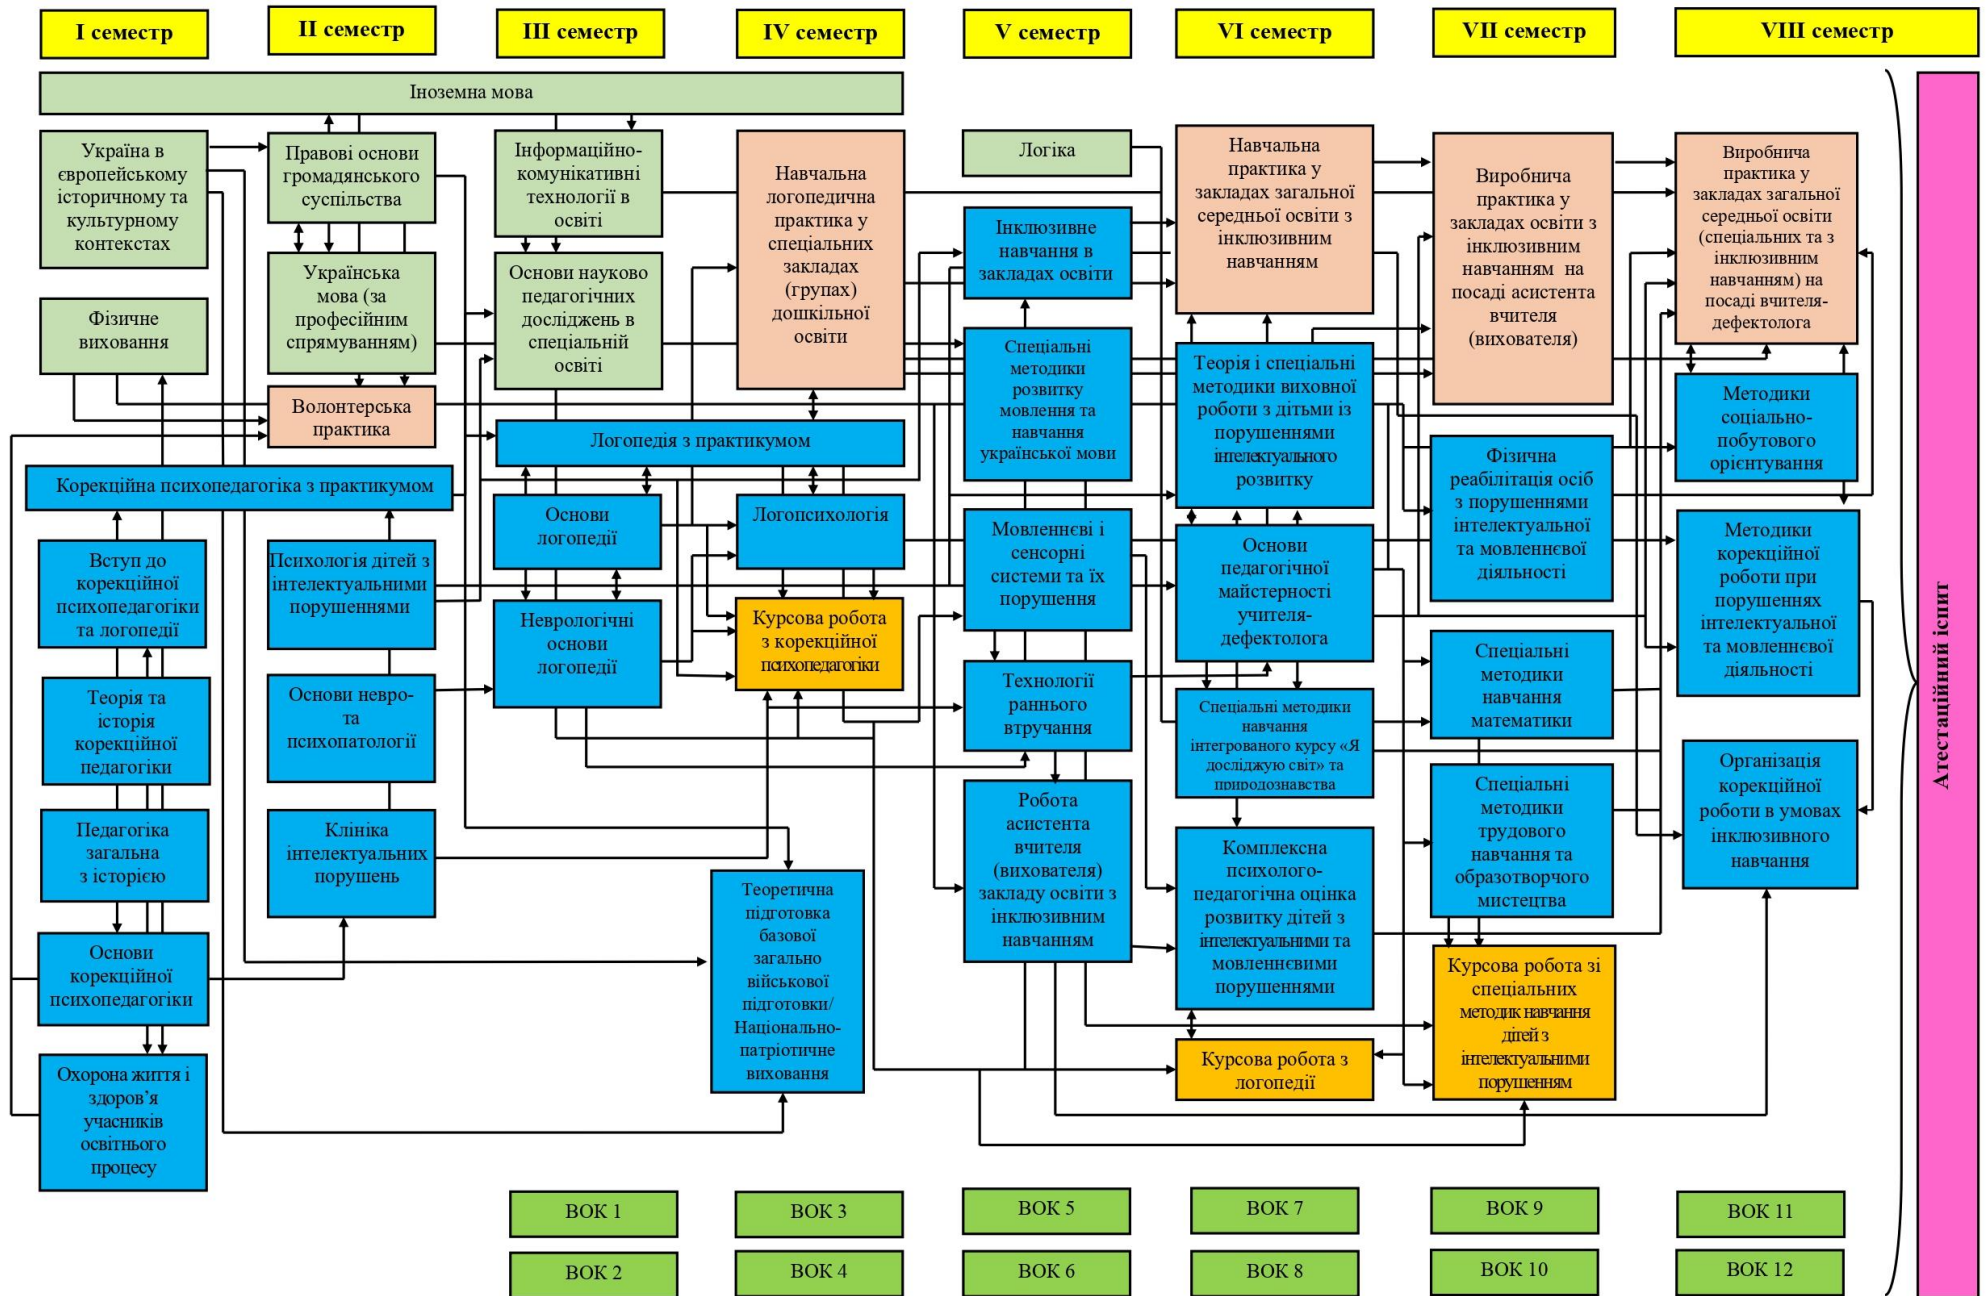 I семестр
II семестр
III семестр
IV семестр
V семестр
VI семестр
VII семестр
VIII семестр
Іноземна мова
Україна в
європейському
історичному та
культурному
контекстах
Фізичне
виховання
Корекційна психопедагогіка з практикумом
Вступ до
корекційної
психопедагогіки
та логопедії
Теорія та
історія
корекційної
педагогіки
Педагогіка
загальна
з історією
Основи
корекційної
психопедагогіки
Охорона життя і
здоров’я
учасників
освітнього
процесу
Правові основи
громадянського
суспільства
Українська
мова (за
професійним
спрямуванням)
Волонтерська
практика
Психологія дітей з
інтелектуальними
порушеннями
Основи невро-
та
психопатології
Клініка
інтелектуальних
порушень
Інформаційно-
комунікативні
технології в
освіті
Основи науково
педагогічних
досліджень в
спеціальній
освіті
Логопедія з практикумом
Основи
логопедії
Неврологічні
основи
логопедії
Навчальна
логопедична
практика у
спеціальних
закладах
(групах)
дошкільної
освіти
Логопсихологія
Курсова робота
з корекційної
психопедагогіки
Теоретична
підготовка
базової
загально
військової
підготовки/
Національно-
патріотичне
виховання
Логіка
Інклюзивне
навчання в
закладах освіти
Спеціальні
методики
розвитку
мовлення та
навчання
української мови
Мовленнєві і
сенсорні
системи та їх
порушення
Технології
раннього
втручання
Робота
асистента
вчителя
(вихователя)
закладу освіти з
інклюзивним
навчанням
Навчальна
практика у
закладах загальної
середньої освіти з
інклюзивним
навчанням
Теорія і спеціальні
методики виховної
роботи з дітьми із
порушеннями
інтелектуального
розвитку
Основи
педагогічної
майстерності
учителя-
дефектолога
Спеціальні методики
навчання
інтегрованого курсу «Я
досліджую світ» та
природознавства
Комплексна
психолого-
педагогічна оцінка
розвитку дітей з
інтелектуальними та
мовленнєвими
порушеннями
Курсова робота з
логопедії
Виробнича
практика у
закладах освіти з
інклюзивним
навчанням на
посаді асистента
вчителя
(вихователя)
Фізична
реабілітація осіб
з порушеннями
інтелектуальної
та мовленнєвої
діяльності
Спеціальні
методики
навчання
математики
Спеціальні
методики
трудового
навчання та
образотворчого
мистецтва
Курсова робота зі
спеціальних
методик навчання
дітей з
інтелектуальними
порушенням
Виробнича
практика у
закладах загальної
середньої освіти
(спеціальних та з
інклюзивним
навчанням) на
посаді вчителя-
дефектолога
Методики
соціально-
побутового
орієнтування
Методики
корекційної
роботи при
порушеннях
інтелектуальної
та мовленнєвої
діяльності
Організація
корекційної
роботи в умовах
інклюзивного
навчання
Атестаційний іспит
ВОК 1
ВОК 3
ВОК 5
ВОК 7
ВОК 9
ВОК 11
ВОК 2
ВОК 4
ВОК 6
ВОК 8
ВОК 10
ВОК 12